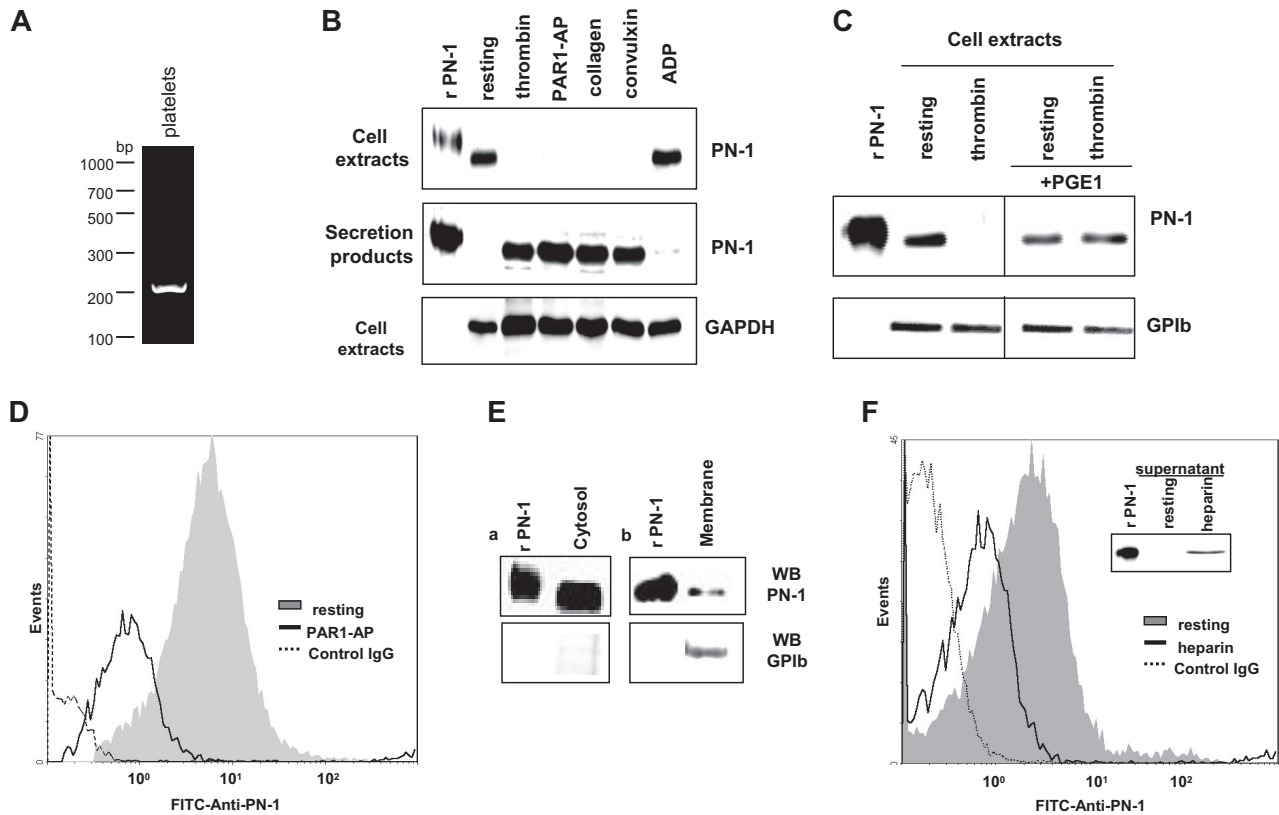 A
platelets
bp
1000
700
500
300
200
100
B
r PN-1
resting
thrombin
PAR1-AP
collagen
convulxin
ADP
Cell
extracts
PN-1
Secretion
products
PN-1
Cell
extracts
GAPDH
C
Cell extracts
r PN-1
resting
thrombin
resting
thrombin
+PGE1
PN-1
GPIb
D
77
0
Events
resting
PAR1-AP
Control IgG
10⁰
10¹
10²
FITC-Anti-PN-1
E
a
r PN-1
Cytosol
b
r PN-1
Membrane
WB
PN-1
WB
GPIb
F
45
0
Events
supernatant
r PN-1
resting
heparin
resting
heparin
Control IgG
10⁰
10¹
10²
FITC-Anti-PN-1